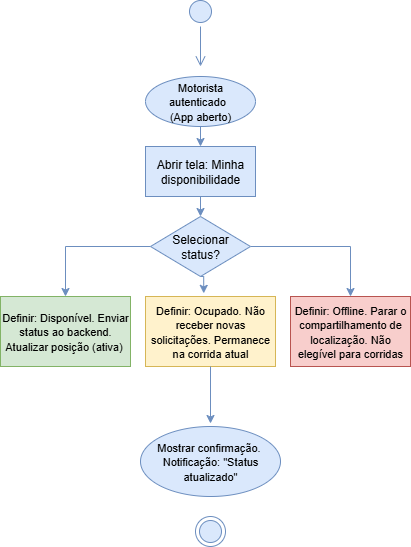 Motorista
autenticado
(App aberto)
Abrir tela: Minha
disponibilidade
Selecionar
status?
Definir: Disponível. Enviar
status ao backend.
Atualizar posição (ativa)
Definir: Ocupado. Não
receber novas
solicitações. Permanece
na corrida atual
Definir: Offline. Parar o
compartilhamento de
localização. Não
elegível para corridas
Mostrar confirmação.
Notificação: "Status
atualizado"